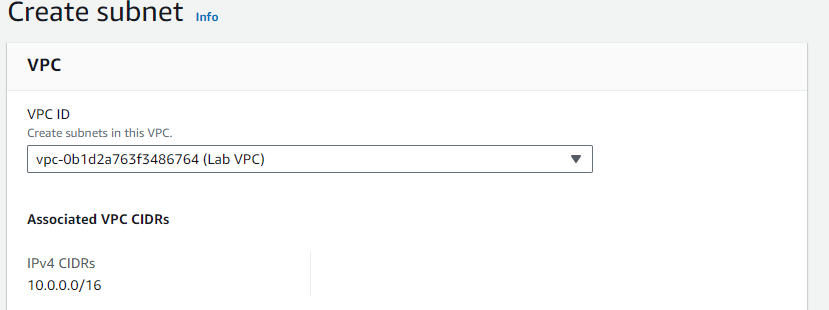 Create subnet Info
VPC
VPC ID
Create subnets in this VPC.
vpc-0b1d2a763f3486764 (Lab VPC)
Associated VPC CIDRs
IPv4 CIDRs
10.0.0.0/16